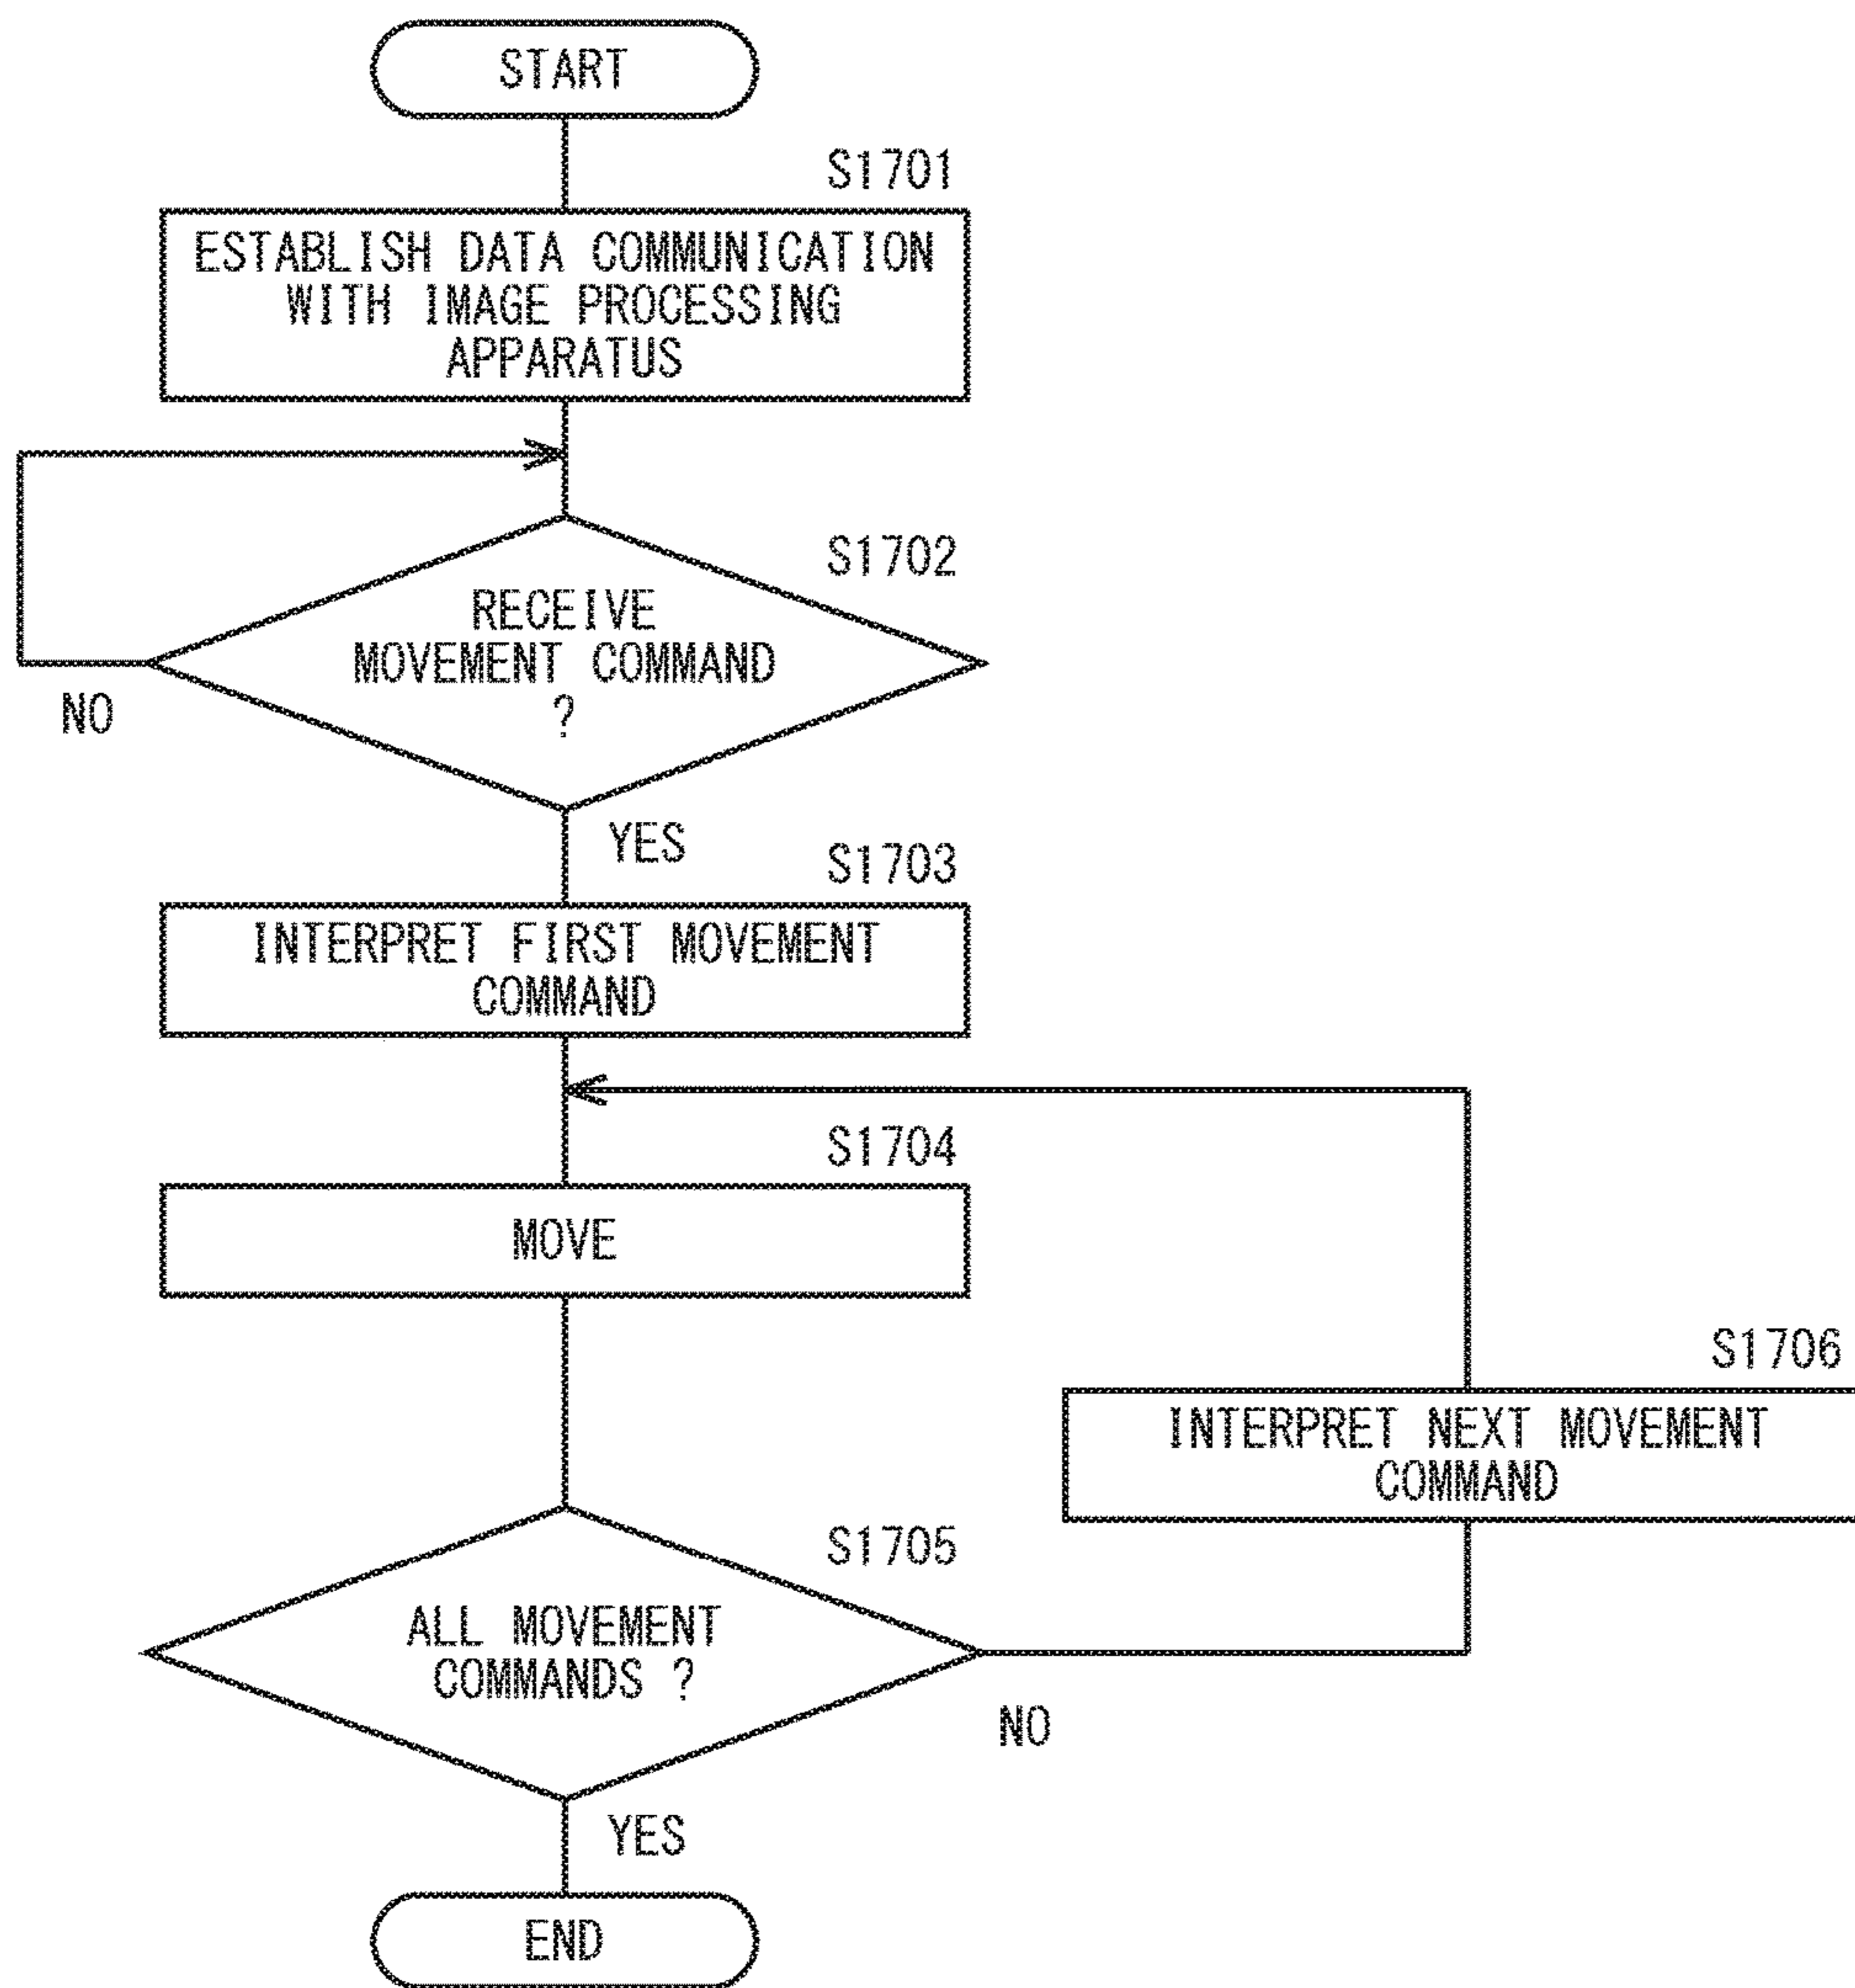 START
S1701
ESTABLISH DATA COMMUNICATION
WITH IMAGE PROCESSING
APPARATUS
S1702
RECEIVE
MOVEMENT COMMAND
?
NO
YES
S1703
INTERPRET FIRST MOVEMENT
COMMAND
S1704
MOVE
S1706
INTERPRET NEXT MOVEMENT
COMMAND
S1705
ALL MOVEMENT
COMMANDS ?
NO
YES
END